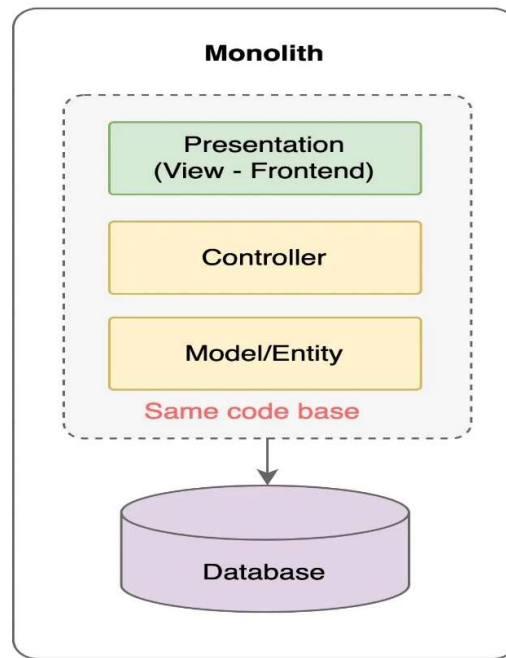 Monolith
Presentation
(View - Frontend)
Controller
Model/Entity
Same code base
Database